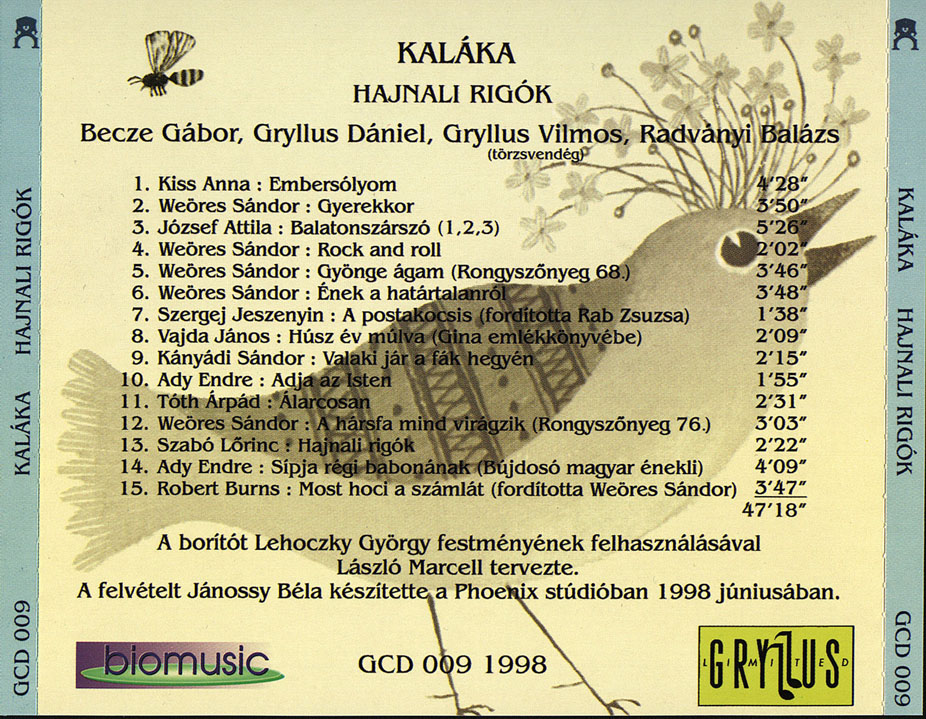 KALÁKA
HAJNALI RIGÓK
Becze Gábor, Gryllus Dániel, Gryllus Vilmos, Radványi Balázs
(törzsvendég)
1. Kiss Anna : Embersólyom 4'28"
2. Weöres Sándor : Gyerekkor 3'50"
3. József Attila : Balatonszárszó (1,2,3) 5'26"
4. Weöres Sándor : Rock and roll 2'02"
5. Weöres Sándor : Gyönge ágam (Rongyszőnyeg 68.) 3'46"
6. Weöres Sándor : Ének a határtalanról 3'48"
7. Szergej Jeszenyin : A postakocsis (fordította Rab Zsuzsa) 1'38"
8. Vajda János : Húsz év múlva (Gina emlékkönyvébe) 2'09"
9. Kányádi Sándor : Valaki jár a fák hegyén 2'15"
10. Ady Endre : Adja az Isten 1'55"
11. Tóth Árpád : Álarcosan 2'31"
12. Weöres Sándor : A hársfa mind virágzik (Rongyszőnyeg 76.) 3'03"
13. Szabó Lőrinc : Hajnali rigók 2'22"
14. Ady Endre : Sípja régi babonának (Bújdosó magyar énekli) 4'09"
15. Robert Burns : Most hoci a számlát (fordította Weöres Sándor) 3'47"
47'18"
A borítót Lehoczky György festményének felhasználásával
László Marcell tervezte.
A felvételt Jánossy Béla készítette a Phoenix stúdióban 1998 júniusában.
biomusic
GCD 009 1998
GRYLLUS
LIMITED
GCD 009 KALÁKA HAJNALI RIGÓK
KALÁKA HAJNALI RIGÓK GCD 009